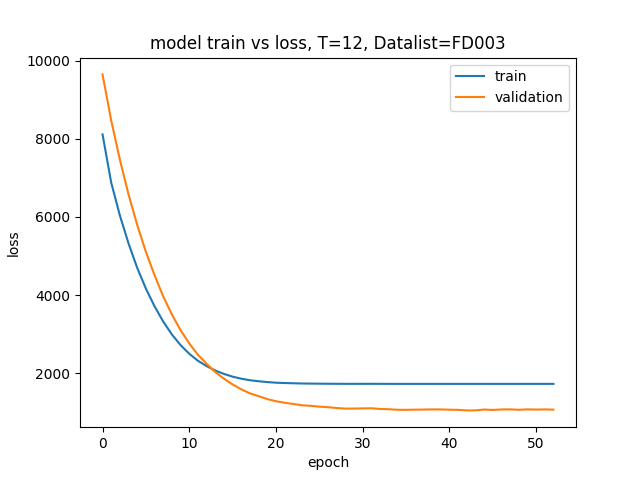 model train vs loss, T=12, Datalist=FD003
train
validation
10000
8000
6000
4000
2000
loss
0 10 20 30 40 50
epoch